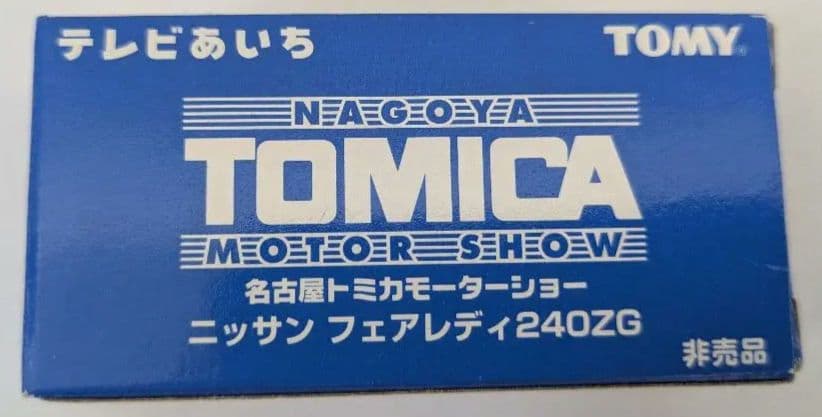 テレビあいち
TOMY®
NAGOYA
TOMICA
MOTOR SHOW
名古屋トミカモーターショー
ニッサン フェアレディ240ZG
非売品